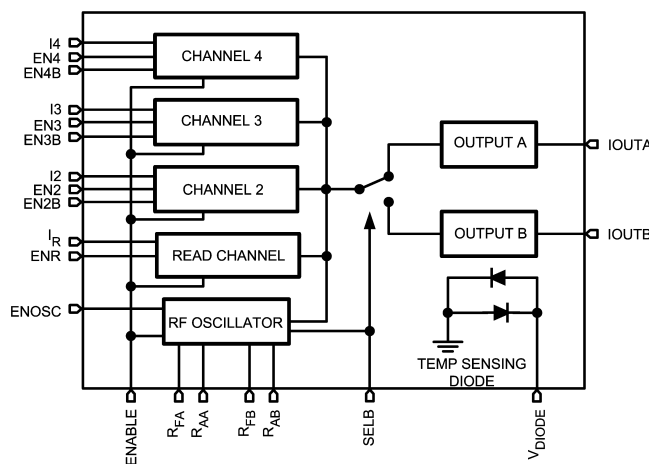 I4
EN4
EN4B
CHANNEL 4
I3
EN3
EN3B
CHANNEL 3
OUTPUT A
IOUTA
I2
EN2
EN2B
CHANNEL 2
IR
ENR
READ CHANNEL
OUTPUT B
IOUTB
ENOSC
RF OSCILLATOR
TEMP SENSING
DIODE
ENABLE
RFA
RAA
RFB
RAB
SELB
VDIODE